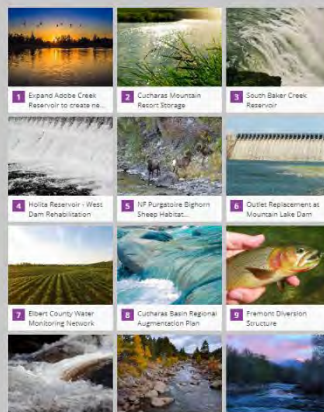 1 Expand Adobe Creek
Reservoir to create ne...
2 Cucharas Mountain
Resort Storage
3 South Baker Creek
Reservoir
4 Holita Reservoir - West
Dam Rehabilitation
5 NF Purgatoire Bighorn
Sheep Habitat...
6 Outlet Replacement at
Mountain Lake Dam
7 Elbert County Water
Monitoring Network
8 Cucharas Basin Regional
Augmentation Plan
9 Fremont Diversion
Structure